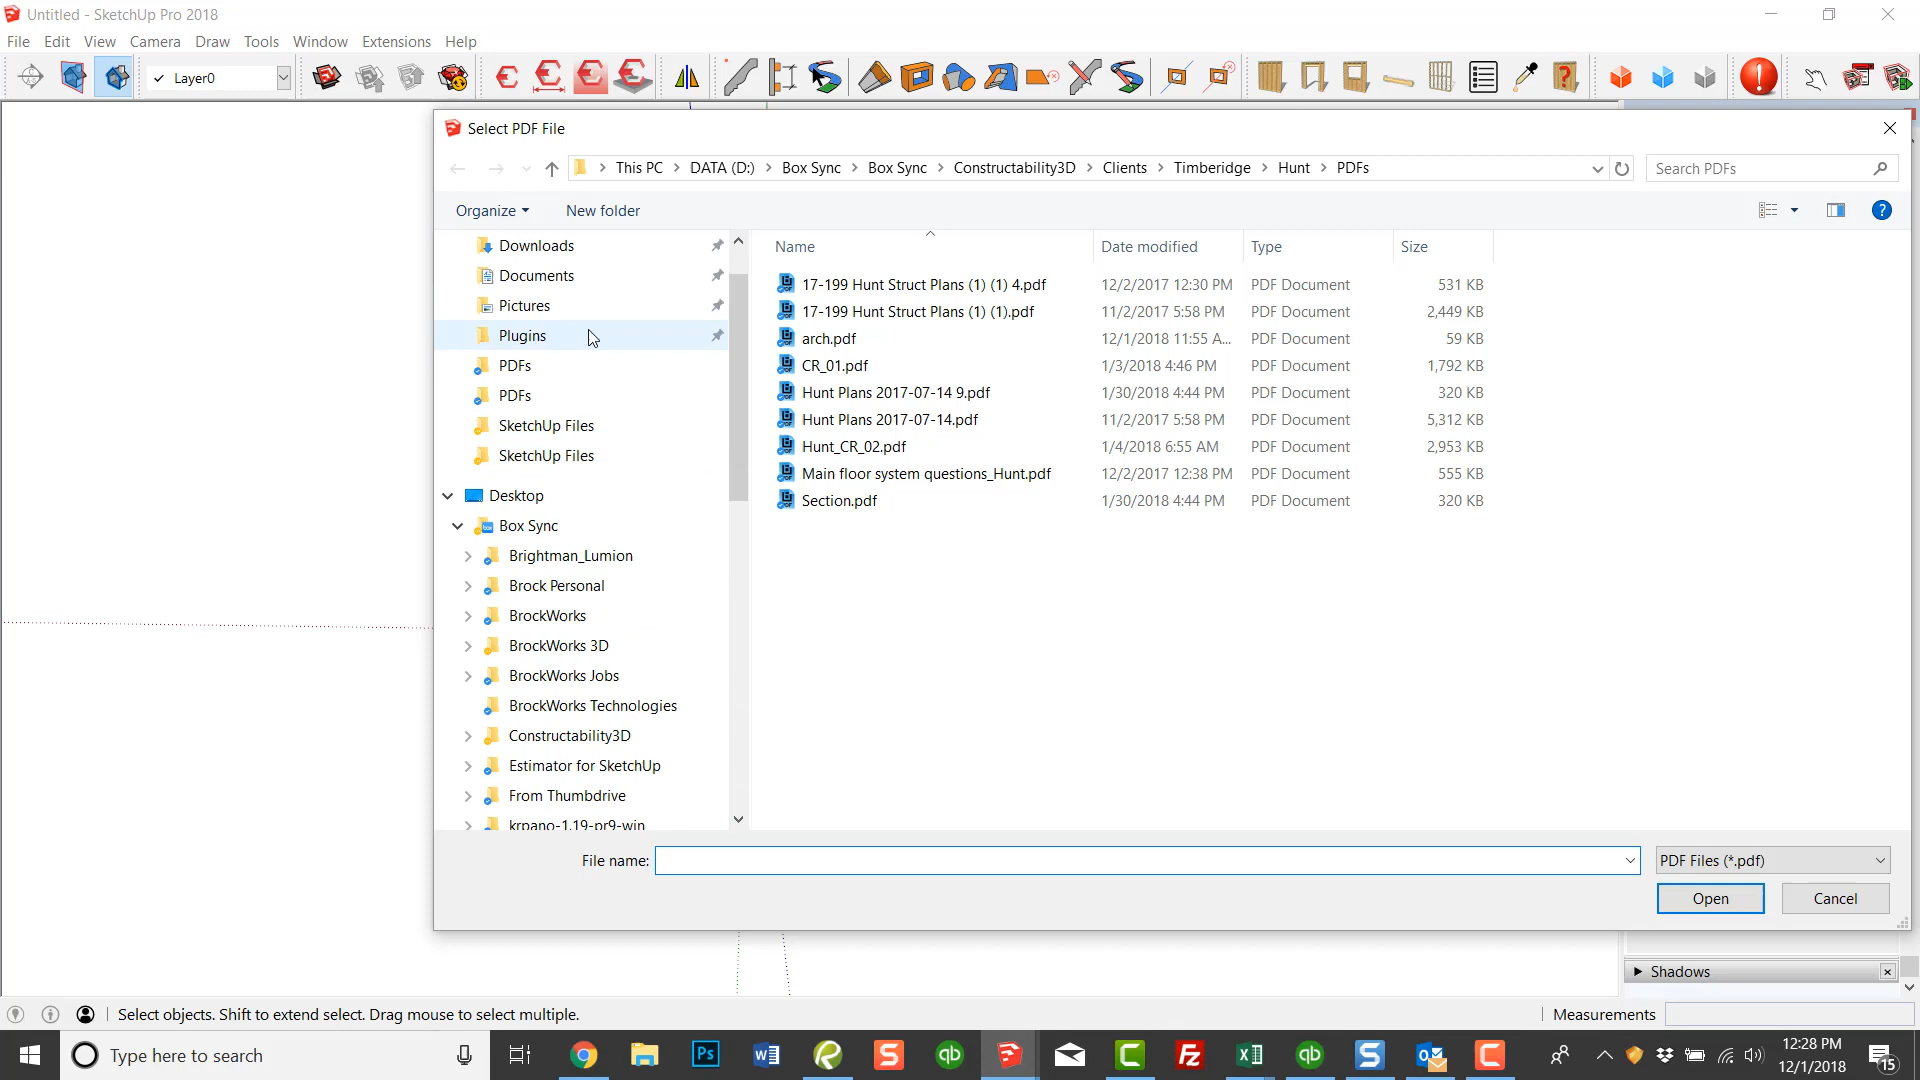 Untitled - SketchUp Pro 2018
File Edit View Camera Draw Tools Window Extensions Help
Layer0
Select PDF File
This PC > DATA (D:) > Box Sync > Box Sync > Constructability3D > Clients > Timberidge > Hunt > PDFs
Search PDFs
Organize New folder
Downloads
Documents
Pictures
Plugins
PDFs
PDFs
SketchUp Files
SketchUp Files
Desktop
Box Sync
Brightman_Lumion
Brock Personal
BrockWorks
BrockWorks 3D
BrockWorks Jobs
BrockWorks Technologies
Constructability3D
Estimator for SketchUp
From Thumbdrive
krpano-1.19-pr9-win
Name Date modified Type Size
17-199 Hunt Struct Plans (1) (1) 4.pdf 12/2/2017 12:30 PM PDF Document 531 KB
17-199 Hunt Struct Plans (1) (1).pdf 11/2/2017 5:58 PM PDF Document 2,449 KB
arch.pdf 12/1/2018 11:55 A... PDF Document 59 KB
CR_01.pdf 1/3/2018 4:46 PM PDF Document 1,792 KB
Hunt Plans 2017-07-14 9.pdf 1/30/2018 4:44 PM PDF Document 320 KB
Hunt Plans 2017-07-14.pdf 11/2/2017 5:58 PM PDF Document 5,312 KB
Hunt_CR_02.pdf 1/4/2018 6:55 AM PDF Document 2,953 KB
Main floor system questions_Hunt.pdf 12/2/2017 12:38 PM PDF Document 555 KB
Section.pdf 1/30/2018 4:44 PM PDF Document 320 KB
File name: PDF Files (*.pdf)
Open Cancel
Shadows
Select objects. Shift to extend select. Drag mouse to select multiple. Measurements
Type here to search
12:28 PM
12/1/2018
15